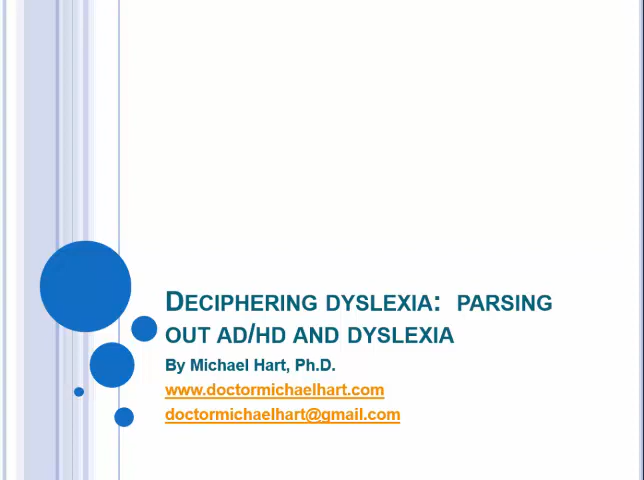 DECIPHERING DYSLEXIA:  PARSING
OUT AD/HD AND DYSLEXIA
By Michael Hart, Ph.D.
www.doctormichaelhart.com
doctormichaelhart@gmail.com